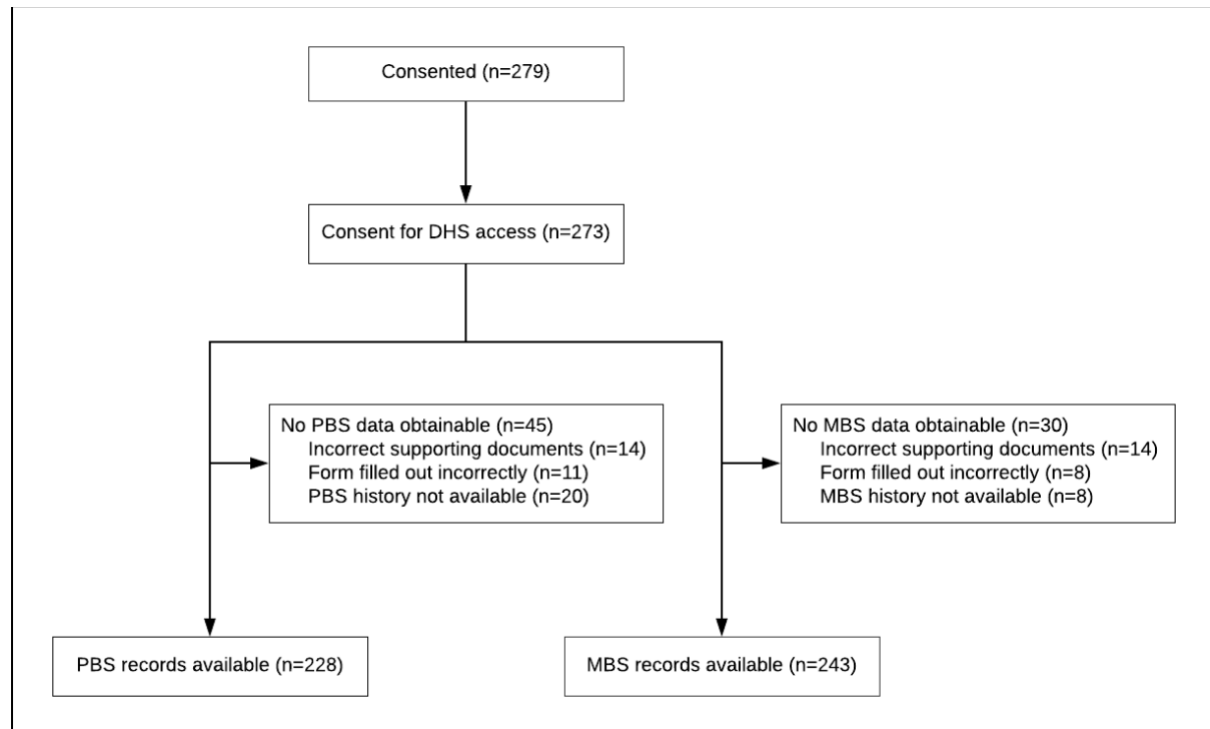 Consented (n=279)
Consent for DHS access (n=273)
No PBS data obtainable (n=45)
Incorrect supporting documents (n=14)
Form filled out incorrectly (n=11)
PBS history not available (n=20)
No MBS data obtainable (n=30)
Incorrect supporting documents (n=14)
Form filled out incorrectly (n=8)
MBS history not available (n=8)
PBS records available (n=228)
MBS records available (n=243)